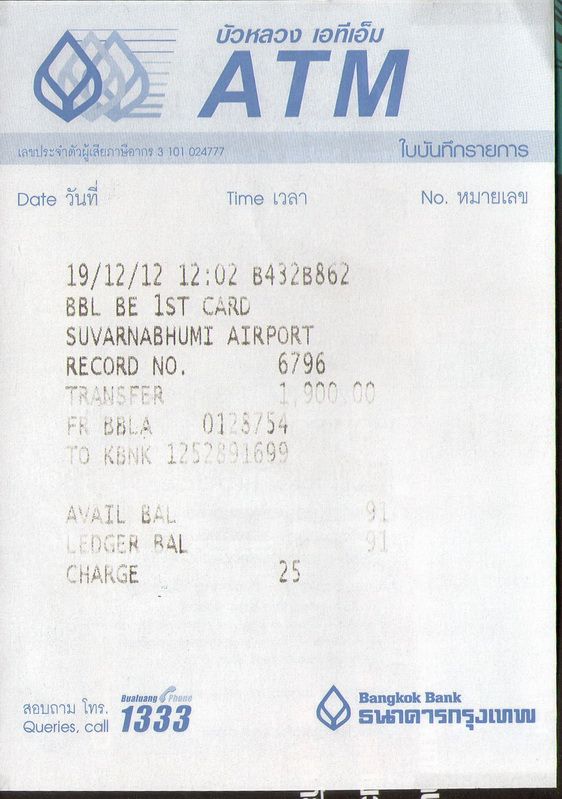 บัวหลวง เอทีเอ็ม
ATM
เลขประจำตัวผู้เสียภาษีอากร 3 101 024777 ใบบันทึกรายการ
Date วันที่ Time เวลา No. หมายเลข
19/12/12 12:02 B432B862
BBL BE 1ST CARD
SUVARNABHUMI AIRPORT
RECORD NO. 6796
TRANSFER 1,900.00
FR BBLA 0128754
TO KBNK 1252891699
AVAIL BAL 91
LEDGER BAL 91
CHARGE 25
สอบถาม โทร. Bualuang Phone
Queries, call 1333
Bangkok Bank
ธนาคารกรุงเทพ